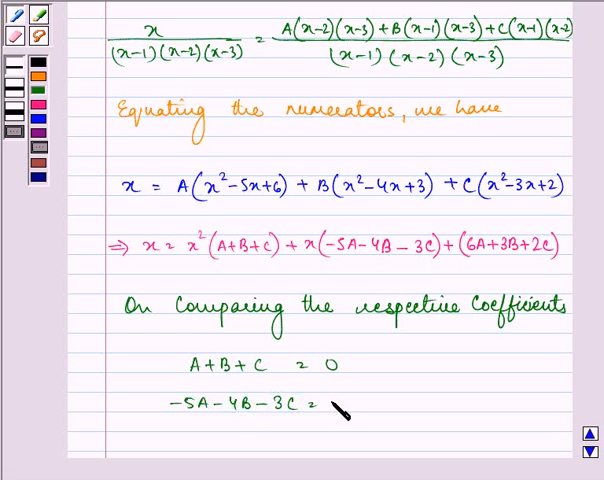 x/((x-1)(x-2)(x-3)) = (A(x-2)(x-3) + B(x-1)(x-3) + C(x-1)(x-2))/((x-1)(x-2)(x-3))
Equating the numerators, we have
x = A(x²-5x+6) + B(x²-4x+3) + C(x²-3x+2)
⇒ x = x²(A+B+C) + x(-5A-4B-3C) + (6A+3B+2C)
On comparing the respective coefficients
A+B+C = 0
-5A-4B-3C =